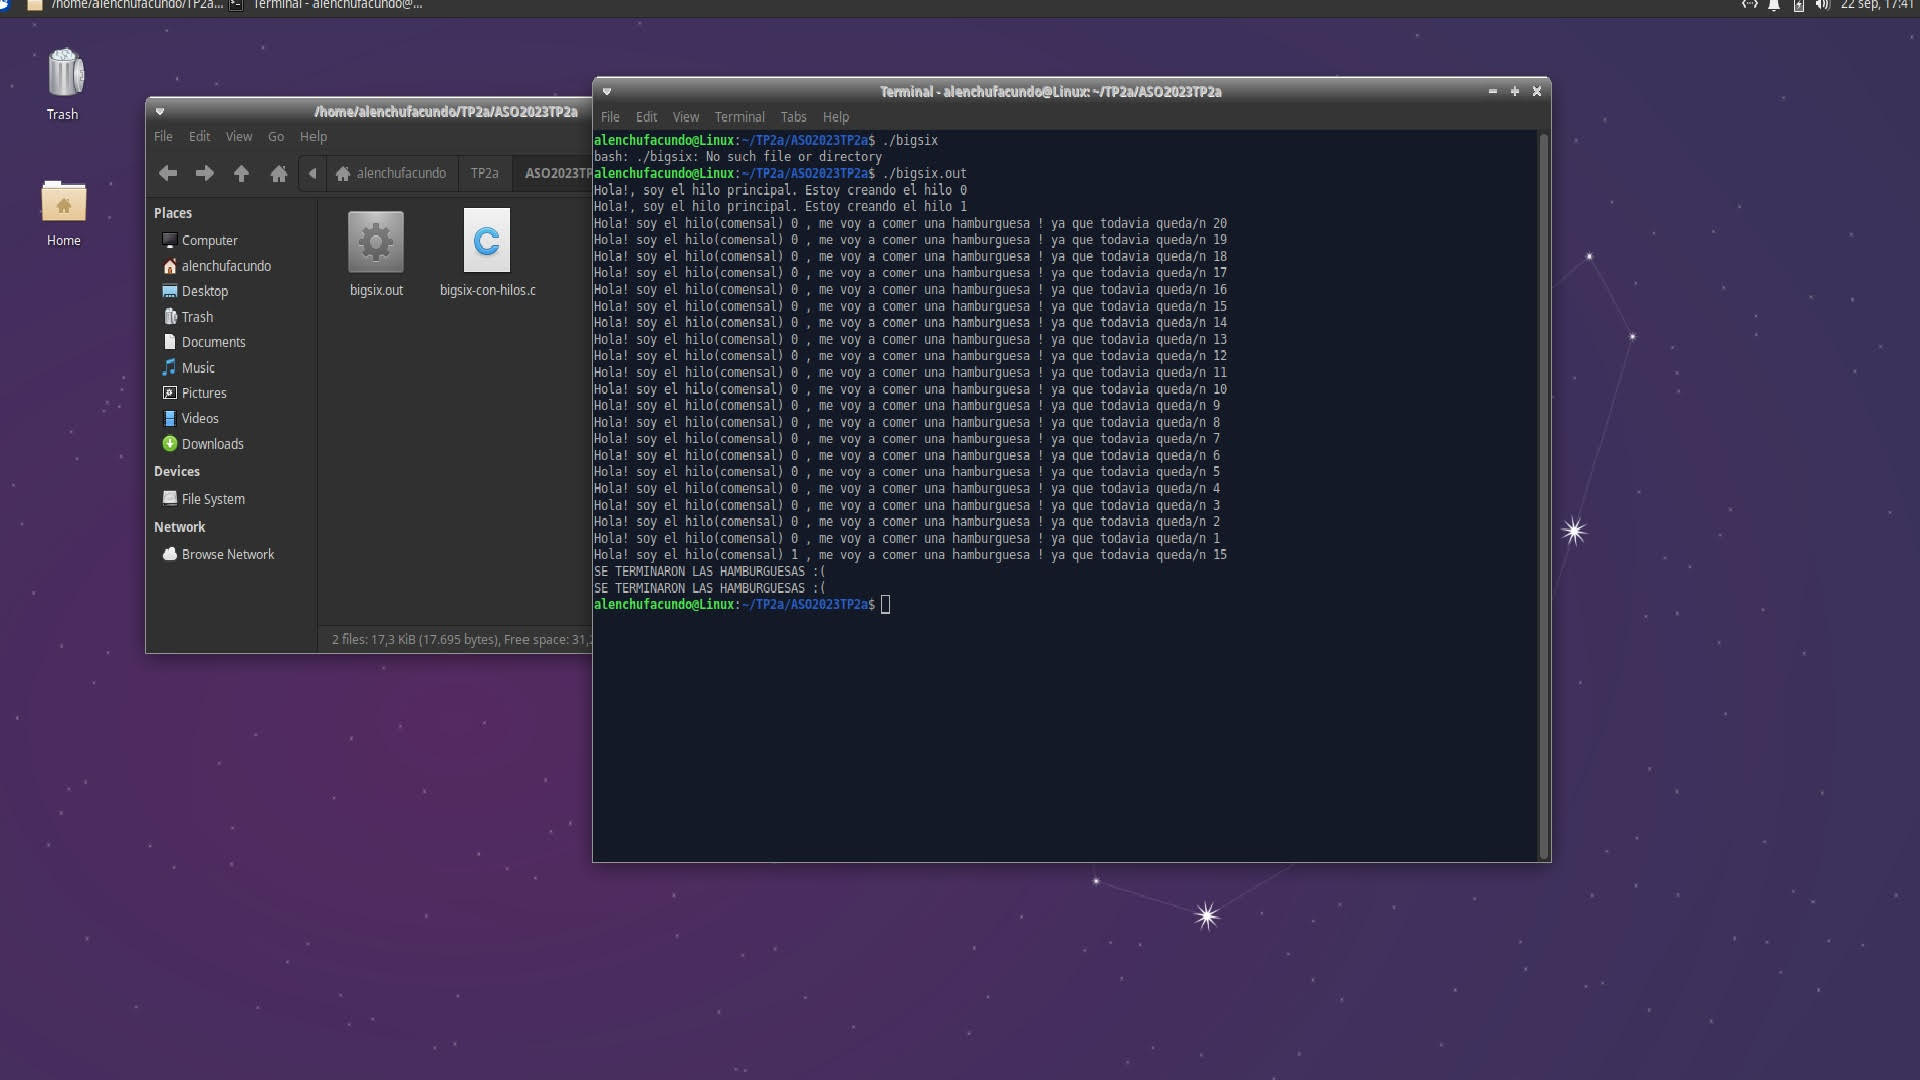 /home/alenchufacundo/TP2a...
Terminal - alenchufacundo@...
22 sep, 17:41
Trash
Home
/home/alenchufacundo/TP2a/ASO2023TP2a
File Edit View Go Help
alenchufacundo TP2a ASO2023TP
Places
Computer
alenchufacundo
Desktop
Trash
Documents
Music
Pictures
Videos
Downloads
Devices
File System
Network
Browse Network
bigsix.out
bigsix-con-hilos.c
2 files: 17,3 KiB (17.695 bytes), Free space: 31,2
Terminal - alenchufacundo@Linux: ~/TP2a/ASO2023TP2a
File Edit View Terminal Tabs Help
alenchufacundo@Linux:~/TP2a/ASO2023TP2a$ ./bigsix
bash: ./bigsix: No such file or directory
alenchufacundo@Linux:~/TP2a/ASO2023TP2a$ ./bigsix.out
Hola!, soy el hilo principal. Estoy creando el hilo 0
Hola!, soy el hilo principal. Estoy creando el hilo 1
Hola! soy el hilo(comensal) 0 , me voy a comer una hamburguesa ! ya que todavia queda/n 20
Hola! soy el hilo(comensal) 0 , me voy a comer una hamburguesa ! ya que todavia queda/n 19
Hola! soy el hilo(comensal) 0 , me voy a comer una hamburguesa ! ya que todavia queda/n 18
Hola! soy el hilo(comensal) 0 , me voy a comer una hamburguesa ! ya que todavia queda/n 17
Hola! soy el hilo(comensal) 0 , me voy a comer una hamburguesa ! ya que todavia queda/n 16
Hola! soy el hilo(comensal) 0 , me voy a comer una hamburguesa ! ya que todavia queda/n 15
Hola! soy el hilo(comensal) 0 , me voy a comer una hamburguesa ! ya que todavia queda/n 14
Hola! soy el hilo(comensal) 0 , me voy a comer una hamburguesa ! ya que todavia queda/n 13
Hola! soy el hilo(comensal) 0 , me voy a comer una hamburguesa ! ya que todavia queda/n 12
Hola! soy el hilo(comensal) 0 , me voy a comer una hamburguesa ! ya que todavia queda/n 11
Hola! soy el hilo(comensal) 0 , me voy a comer una hamburguesa ! ya que todavia queda/n 10
Hola! soy el hilo(comensal) 0 , me voy a comer una hamburguesa ! ya que todavia queda/n 9
Hola! soy el hilo(comensal) 0 , me voy a comer una hamburguesa ! ya que todavia queda/n 8
Hola! soy el hilo(comensal) 0 , me voy a comer una hamburguesa ! ya que todavia queda/n 7
Hola! soy el hilo(comensal) 0 , me voy a comer una hamburguesa ! ya que todavia queda/n 6
Hola! soy el hilo(comensal) 0 , me voy a comer una hamburguesa ! ya que todavia queda/n 5
Hola! soy el hilo(comensal) 0 , me voy a comer una hamburguesa ! ya que todavia queda/n 4
Hola! soy el hilo(comensal) 0 , me voy a comer una hamburguesa ! ya que todavia queda/n 3
Hola! soy el hilo(comensal) 0 , me voy a comer una hamburguesa ! ya que todavia queda/n 2
Hola! soy el hilo(comensal) 0 , me voy a comer una hamburguesa ! ya que todavia queda/n 1
Hola! soy el hilo(comensal) 1 , me voy a comer una hamburguesa ! ya que todavia queda/n 15
SE TERMINARON LAS HAMBURGUESAS :(
SE TERMINARON LAS HAMBURGUESAS :(
alenchufacundo@Linux:~/TP2a/ASO2023TP2a$